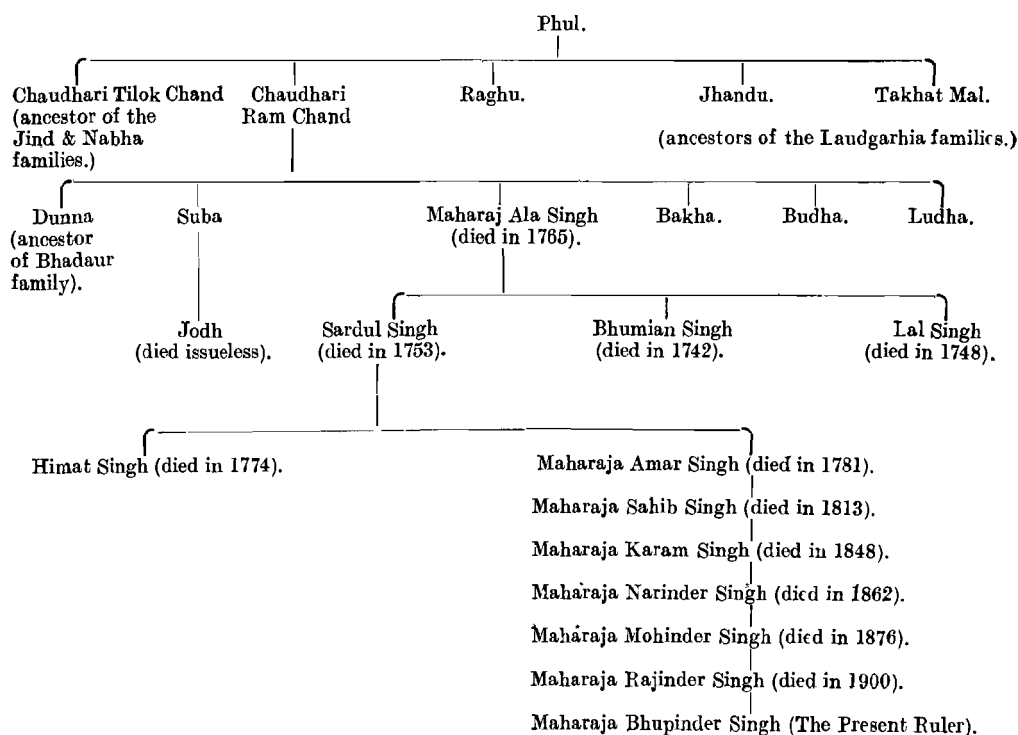 Phul.
Chaudhari Tilok Chand
(ancestor of the
Jind & Nabha
families.)
Chaudhari
Ram Chand
Raghu.
Jhandu.
Takhat Mal.
(ancestors of the Laudgarhia families.)
Dunna
(ancestor
of Bhadaur
family).
Suba
Maharaj Ala Singh
(died in 1765).
Bakha.
Budha.
Ludha.
Jodh
(died issueless).
Sardul Singh
(died in 1753).
Bhumian Singh
(died in 1742).
Lal Singh
(died in 1748).
Himat Singh (died in 1774).
Maharaja Amar Singh (died in 1781).
Maharaja Sahib Singh (died in 1813).
Maharaja Karam Singh (died in 1848).
Maharaja Narinder Singh (died in 1862).
Maharaja Mohinder Singh (died in 1876).
Maharaja Rajinder Singh (died in 1900).
Maharaja Bhupinder Singh (The Present Ruler).